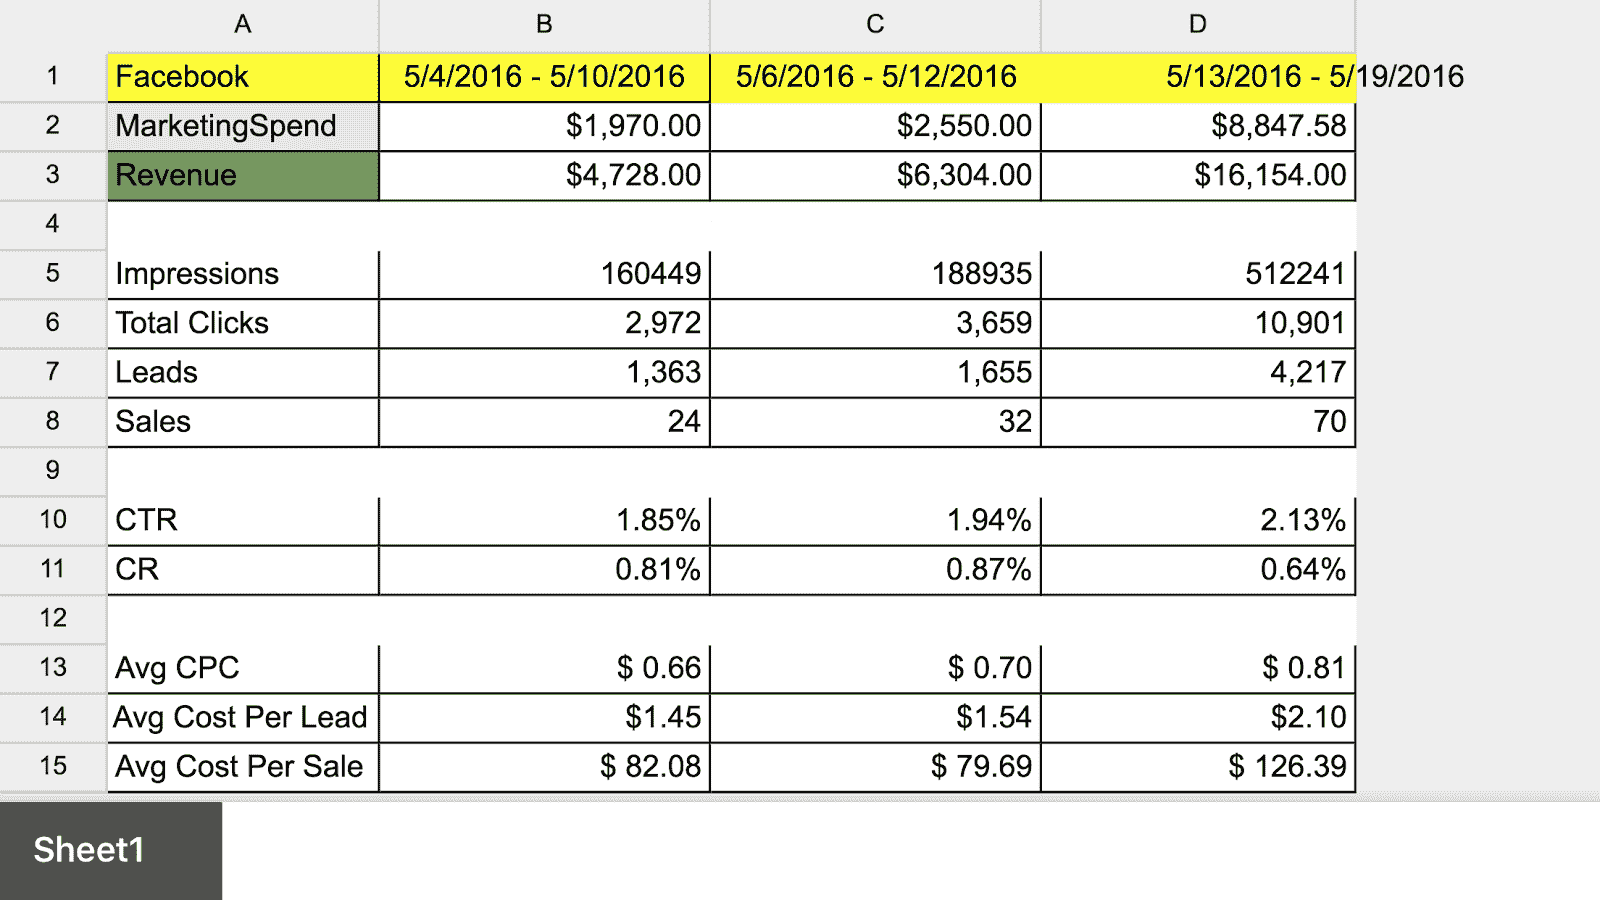 A B C D
1 Facebook 5/4/2016 - 5/10/2016 5/6/2016 - 5/12/2016 5/13/2016 - 5/19/2016
2 MarketingSpend $1,970.00 $2,550.00 $8,847.58
3 Revenue $4,728.00 $6,304.00 $16,154.00
4
5 Impressions 160449 188935 512241
6 Total Clicks 2,972 3,659 10,901
7 Leads 1,363 1,655 4,217
8 Sales 24 32 70
9
10 CTR 1.85% 1.94% 2.13%
11 CR 0.81% 0.87% 0.64%
12
13 Avg CPC $ 0.66 $ 0.70 $ 0.81
14 Avg Cost Per Lead $1.45 $1.54 $2.10
15 Avg Cost Per Sale $ 82.08 $ 79.69 $ 126.39
Sheet1